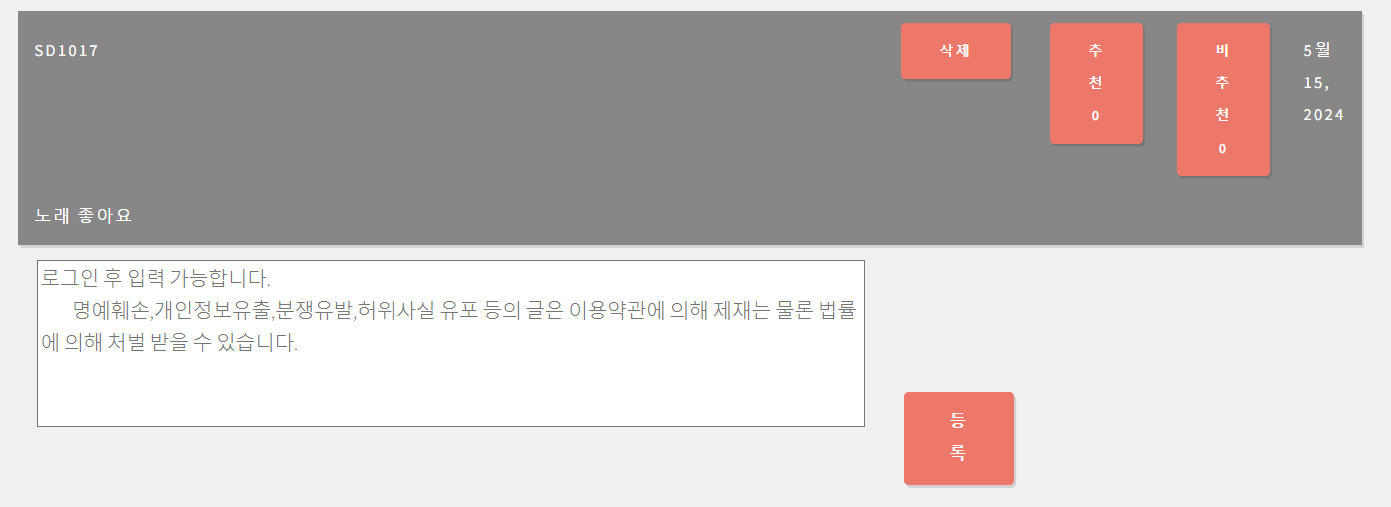 SD1017
삭제
추
천
0
비
추
천
0
5월
15,
2024
노래 좋아요
로그인 후 입력 가능합니다.
명예훼손,개인정보유출,분쟁유발,허위사실 유포 등의 글은 이용약관에 의해 제재는 물론 법률
에 의해 처벌 받을 수 있습니다.
등
록